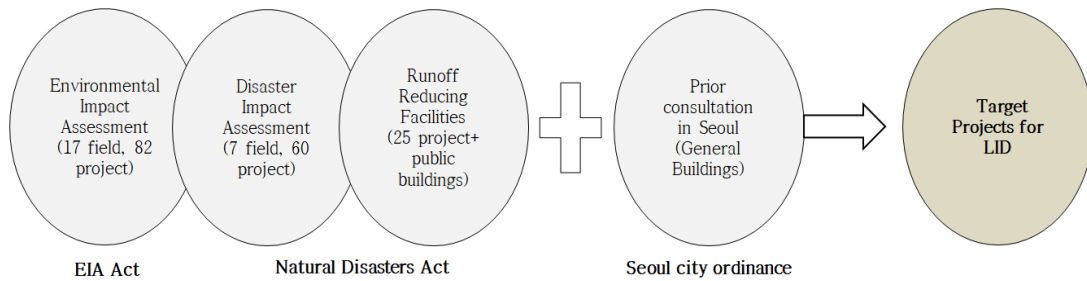 Environmental
Impact
Assessment
(17 field, 82
project)
Disaster
Impact
Assessment
(7 field, 60
project)
Runoff
Reducing
Facilities
(25 project+
public
buildings)
Prior
consultation
in Seoul
(General
Buildings)
Target
Projects for
LID
EIA Act
Natural Disasters Act
Seoul city ordinance